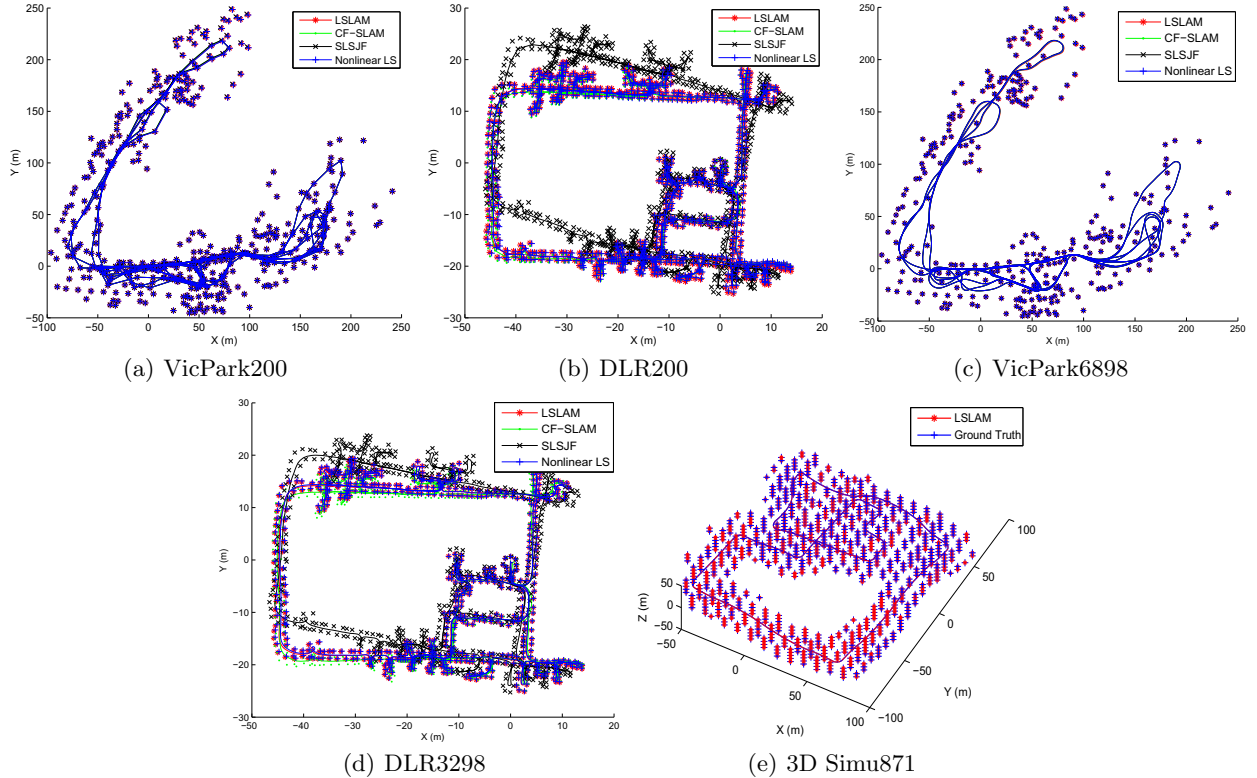 250
200
150
100
50
0
−50
−100
−50
0
50
100
150
200
250
X (m)
Y (m)
LSLAM
CF−SLAM
SLSJF
Nonlinear LS
(a) VicPark200
30
20
10
0
−10
−20
−30
−50
−40
−30
−20
−10
0
10
20
X (m)
Y (m)
LSLAM
CF−SLAM
SLSJF
Nonlinear LS
(b) DLR200
250
200
150
100
50
0
−50
−100
−50
0
50
100
150
200
250
X (m)
Y (m)
LSLAM
CF−SLAM
SLSJF
Nonlinear LS
(c) VicPark6898
30
20
10
0
−10
−20
−30
−50
−40
−30
−20
−10
0
10
20
X (m)
Y (m)
LSLAM
CF−SLAM
SLSJF
Nonlinear LS
(d) DLR3298
LSLAM
Ground Truth
50
0
−50
Z (m)
−50
0
50
100
X (m)
−100
−50
0
50
100
Y (m)
(e) 3D Simu871